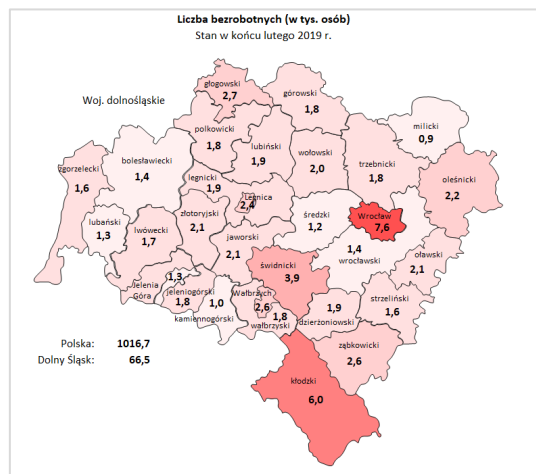 Liczba bezrobotnych (w tys. osób)
Stan w końcu lutego 2019 r.
Woj. dolnośląskie
głogowski
2,7
górowski
1,8
milicki
0,9
polkowicki
1,8
lubiński
1,9
wołowski
2,0
trzebnicki
1,8
oleśnicki
2,2
zgorzelecki
1,6
bolesławiecki
1,4
legnicki
1,9
Legnica
2,4
lubański
1,3
lwówecki
1,7
złotoryjski
2,1
średzki
1,2
Wrocław
7,6
jaworski
2,1
1,4
wrocławski
oławski
2,1
świdnicki
3,9
Jelenia
Góra
1,3
jeleniogórski
1,8
1,0
kamiennogórski
Wałbrzych
2,6
1,8
wałbrzyski
1,9
dzierżoniowski
strzeliński
1,6
ząbkowicki
2,6
kłodzki
6,0
Polska: 1016,7
Dolny Śląsk: 66,5